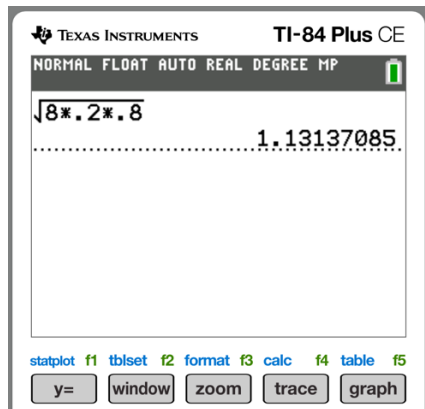 TEXAS INSTRUMENTS TI-84 Plus CE
NORMAL FLOAT AUTO REAL DEGREE MP
√8*.2*.8
1.13137085
statplot f1 tblset f2 format f3 calc f4 table f5
y= window zoom trace graph